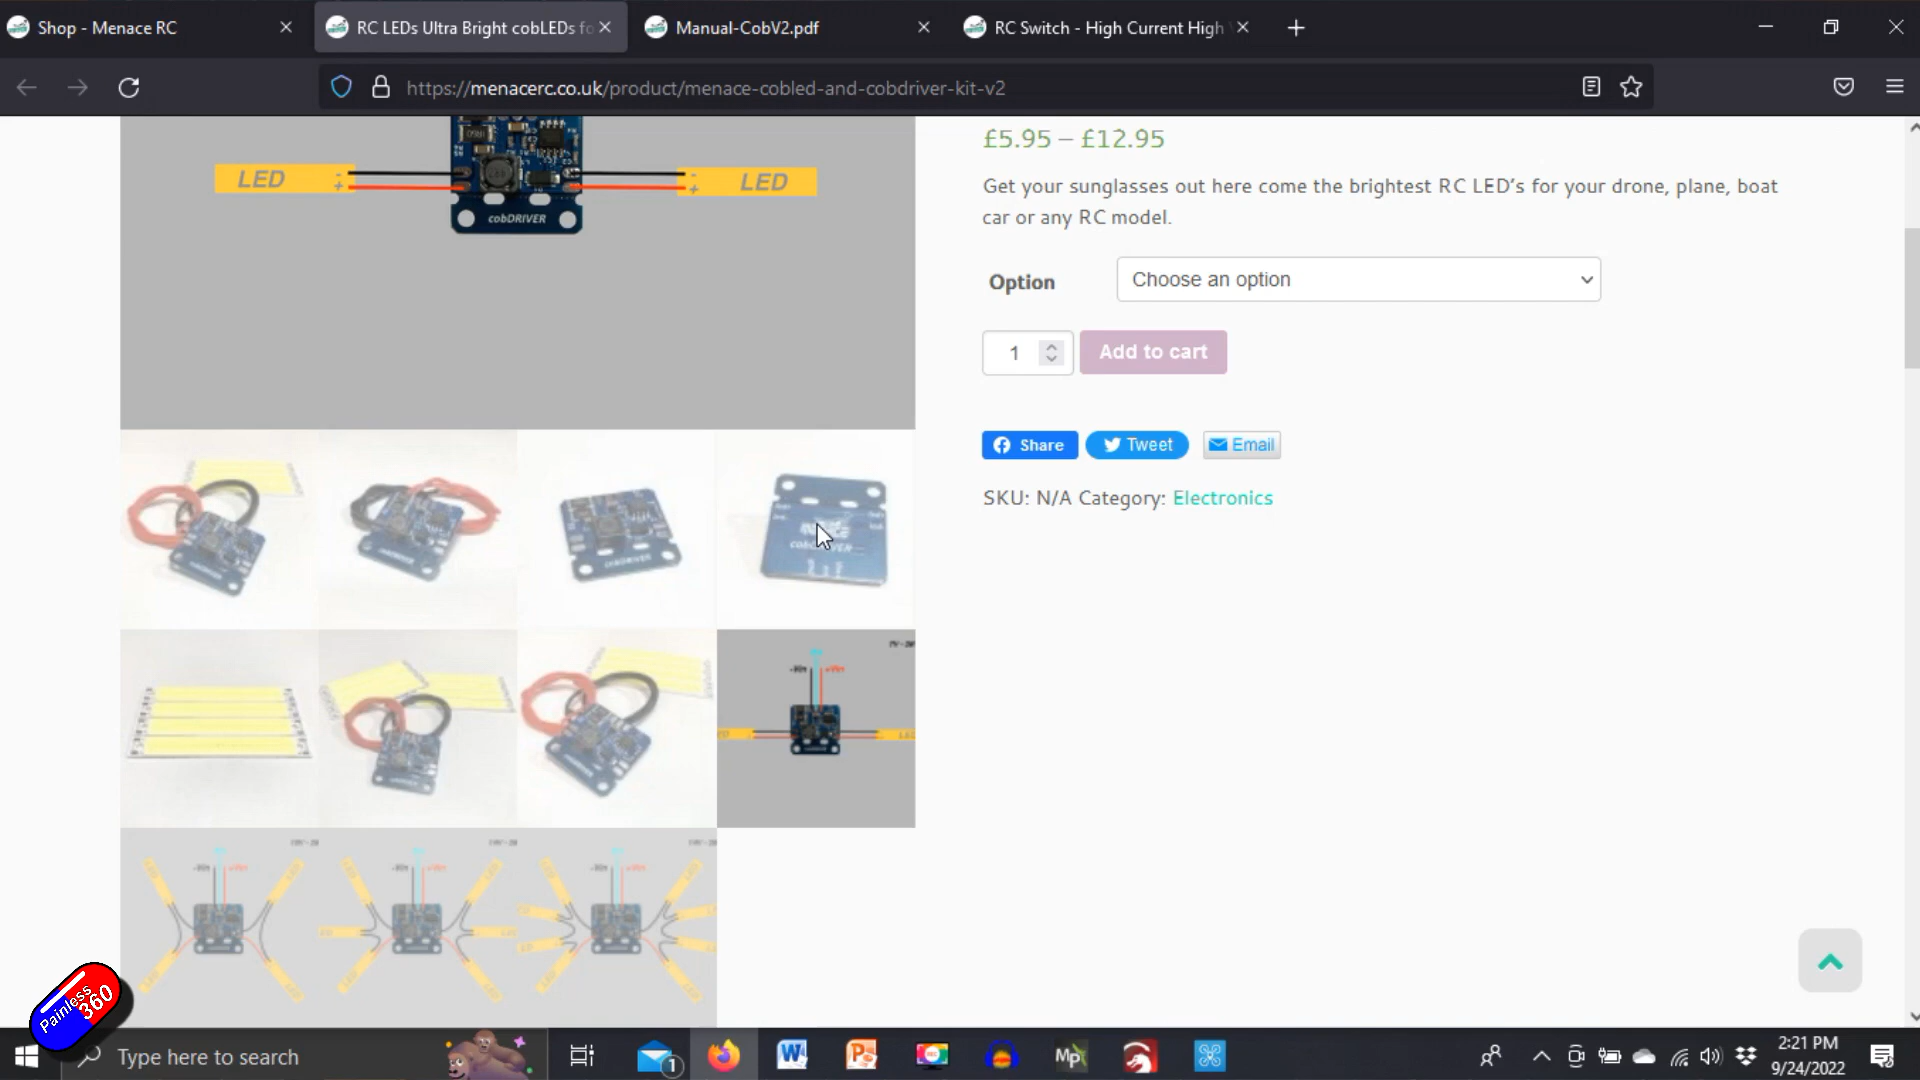 Shop - Menace RC
RC LEDs Ultra Bright cobLEDs fo
Manual-CobV2.pdf
RC Switch - High Current High
https://menacerc.co.uk/product/menace-cobled-and-cobdriver-kit-v2
LED - +
- + LED
cobDRIVER
£5.95 – £12.95
Get your sunglasses out here come the brightest RC LED's for your drone, plane, boat
car or any RC model.
Option
Choose an option
1
Add to cart
Share
Tweet
Email
SKU: N/A Category: Electronics
Painless
360
Type here to search
1
2:21 PM
9/24/2022